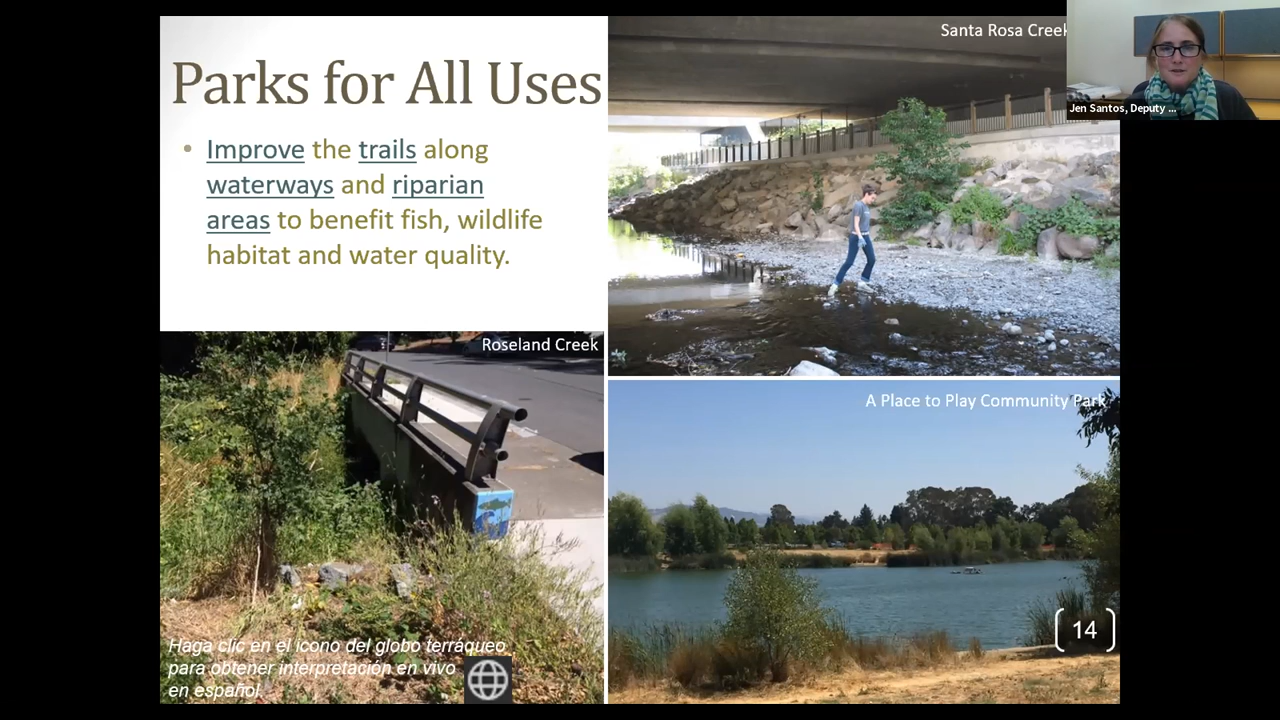 Parks for All Uses
• Improve the trails along
waterways and riparian
areas to benefit fish, wildlife
habitat and water quality.
Santa Rosa Creek
Jen Santos, Deputy ...
Roseland Creek
A Place to Play Community Park
14
Haga clic en el icono del globo terráqueo
para obtener interpretación en vivo
en español.